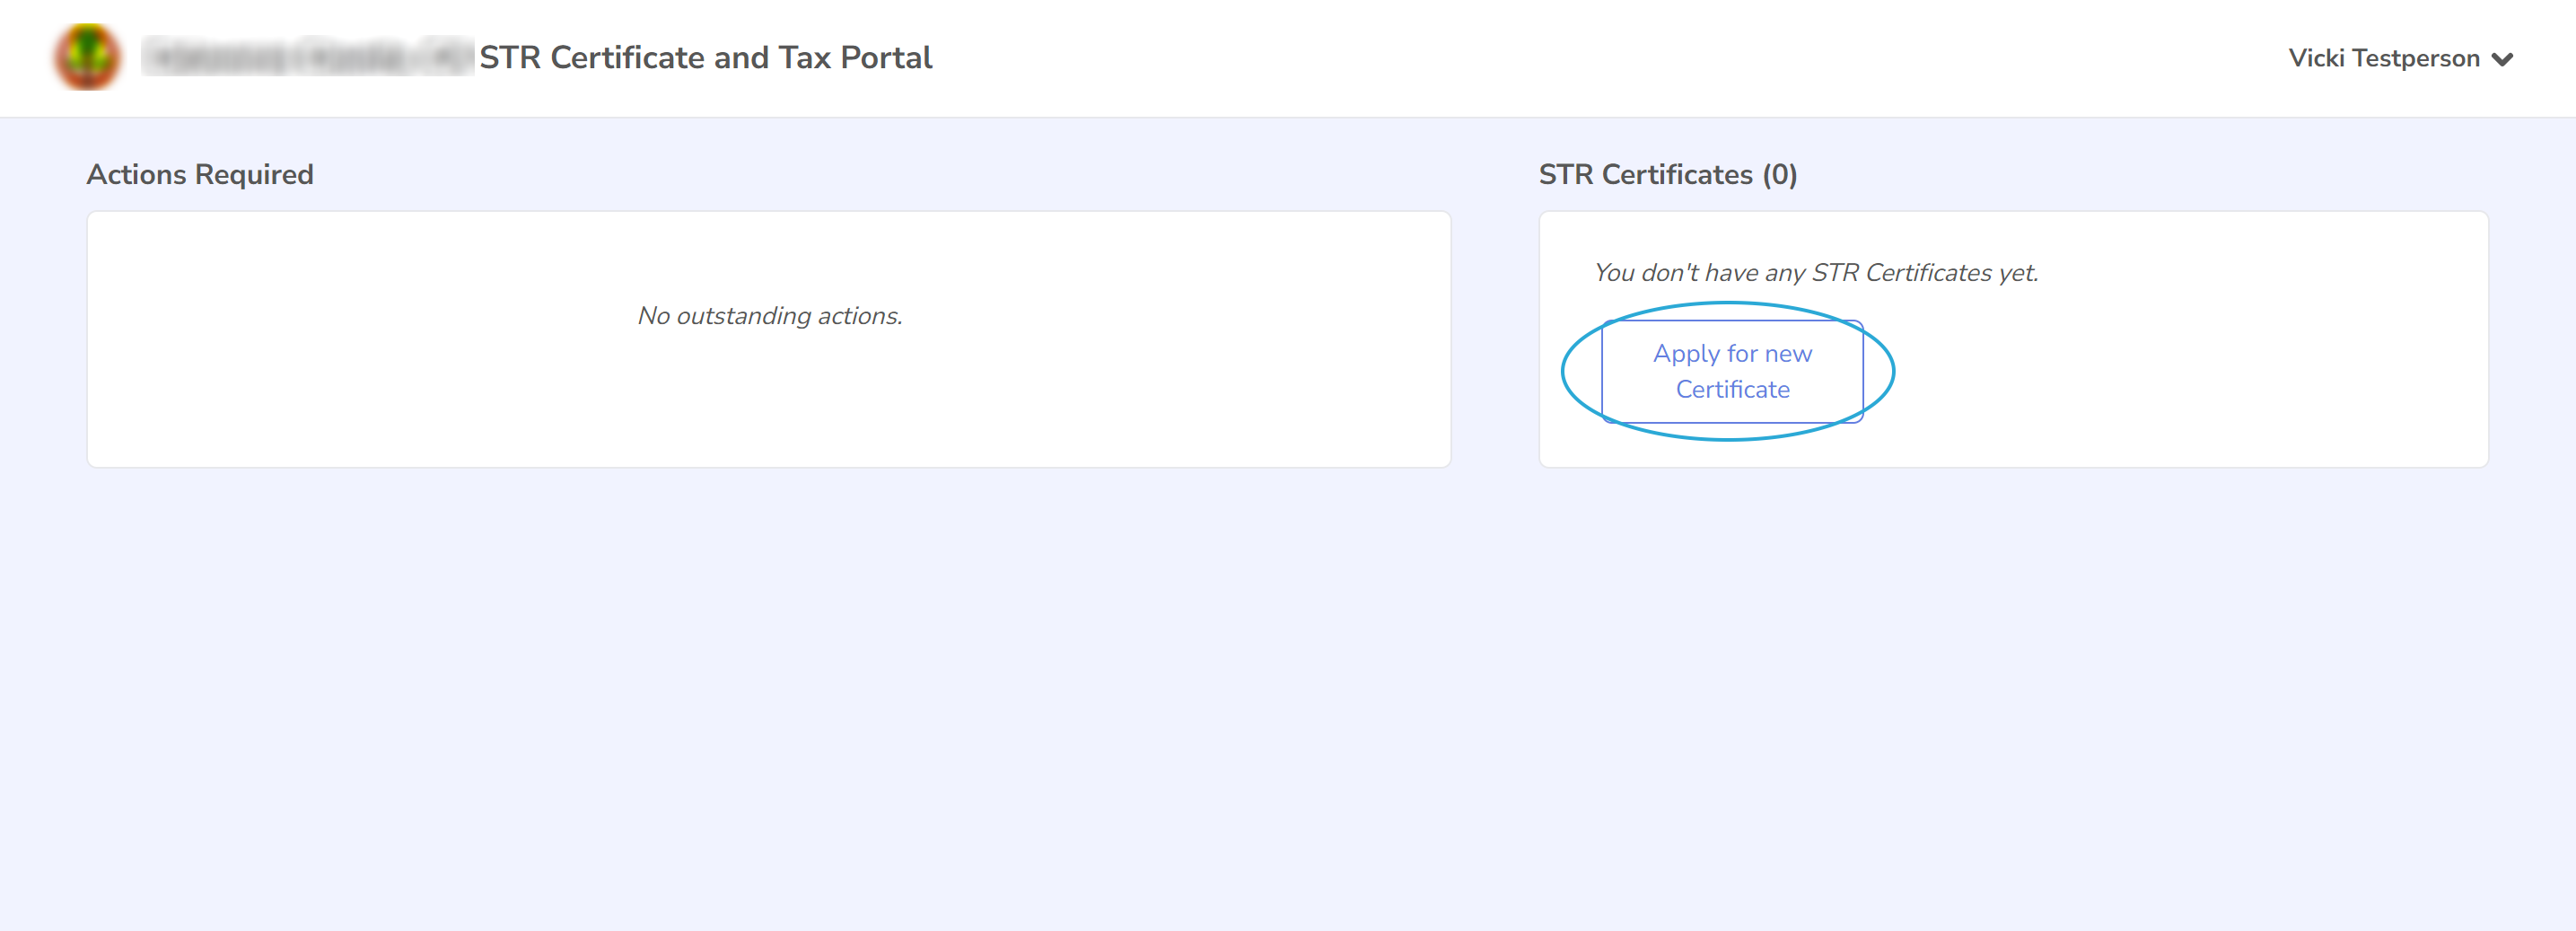 STR Certificate and Tax Portal
Vicki Testperson
Actions Required
No outstanding actions.
STR Certificates (0)
You don't have any STR Certificates yet.
Apply for new
Certificate